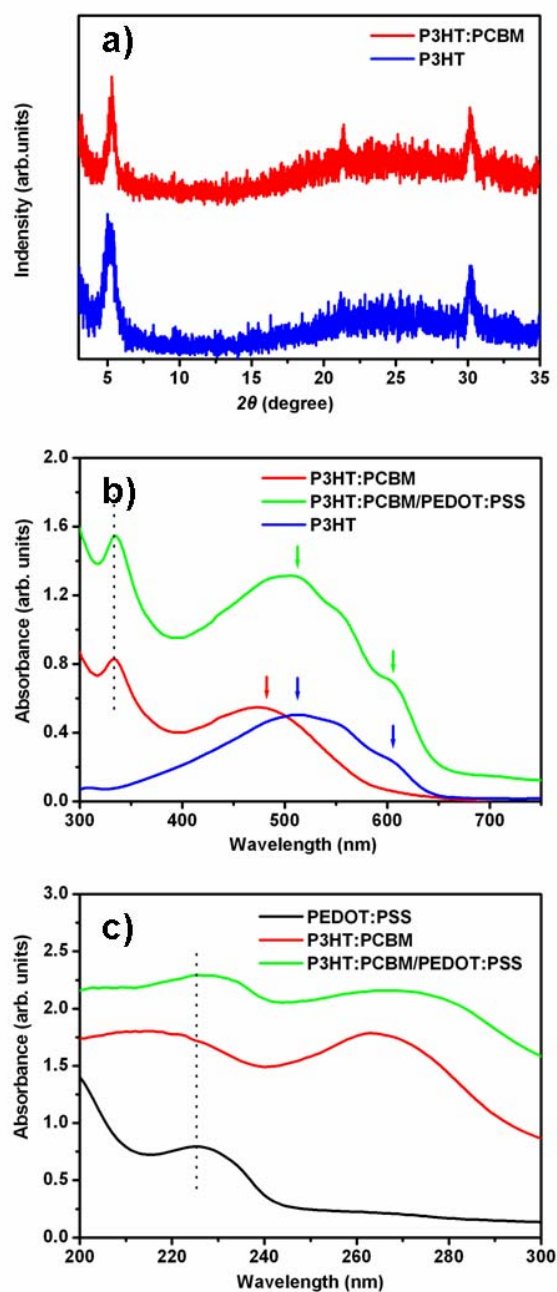 a)
P3HT:PCBM
P3HT
Indensity (arb.units)
5 10 15 20 25 30 35
2θ (degree)
b)
P3HT:PCBM
P3HT:PCBM/PEDOT:PSS
P3HT
Absorbance (arb. units)
2.0
1.6
1.2
0.8
0.4
0.0
300 400 500 600 700
Wavelength (nm)
c)
PEDOT:PSS
P3HT:PCBM
P3HT:PCBM/PEDOT:PSS
Absorbance (arb. units)
3.0
2.5
2.0
1.5
1.0
0.5
0.0
200 220 240 260 280 300
Wavelength (nm)